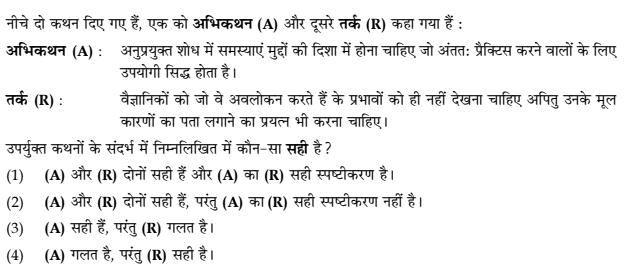 नीचे दो कथन दिए गए हैं, एक को अभिकथन (A) और दूसरे तर्क (R) कहा गया हैं :
अभिकथन (A) : अनुप्रयुक्त शोध में समस्याएं मुद्दों की दिशा में होना चाहिए जो अंतत: प्रैक्टिस करने वालों के लिए
उपयोगी सिद्ध होता है।
तर्क (R) : वैज्ञानिकों को जो वे अवलोकन करते हैं के प्रभावों को ही नहीं देखना चाहिए अपितु उनके मूल
कारणों का पता लगाने का प्रयत्न भी करना चाहिए।
उपर्युक्त कथनों के संदर्भ में निम्नलिखित में कौन-सा सही है ?
(1) (A) और (R) दोनों सही हैं और (A) का (R) सही स्पष्टीकरण है।
(2) (A) और (R) दोनों सही हैं, परंतु (A) का (R) सही स्पष्टीकरण नहीं है।
(3) (A) सही हैं, परंतु (R) गलत है।
(4) (A) गलत है, परंतु (R) सही है।